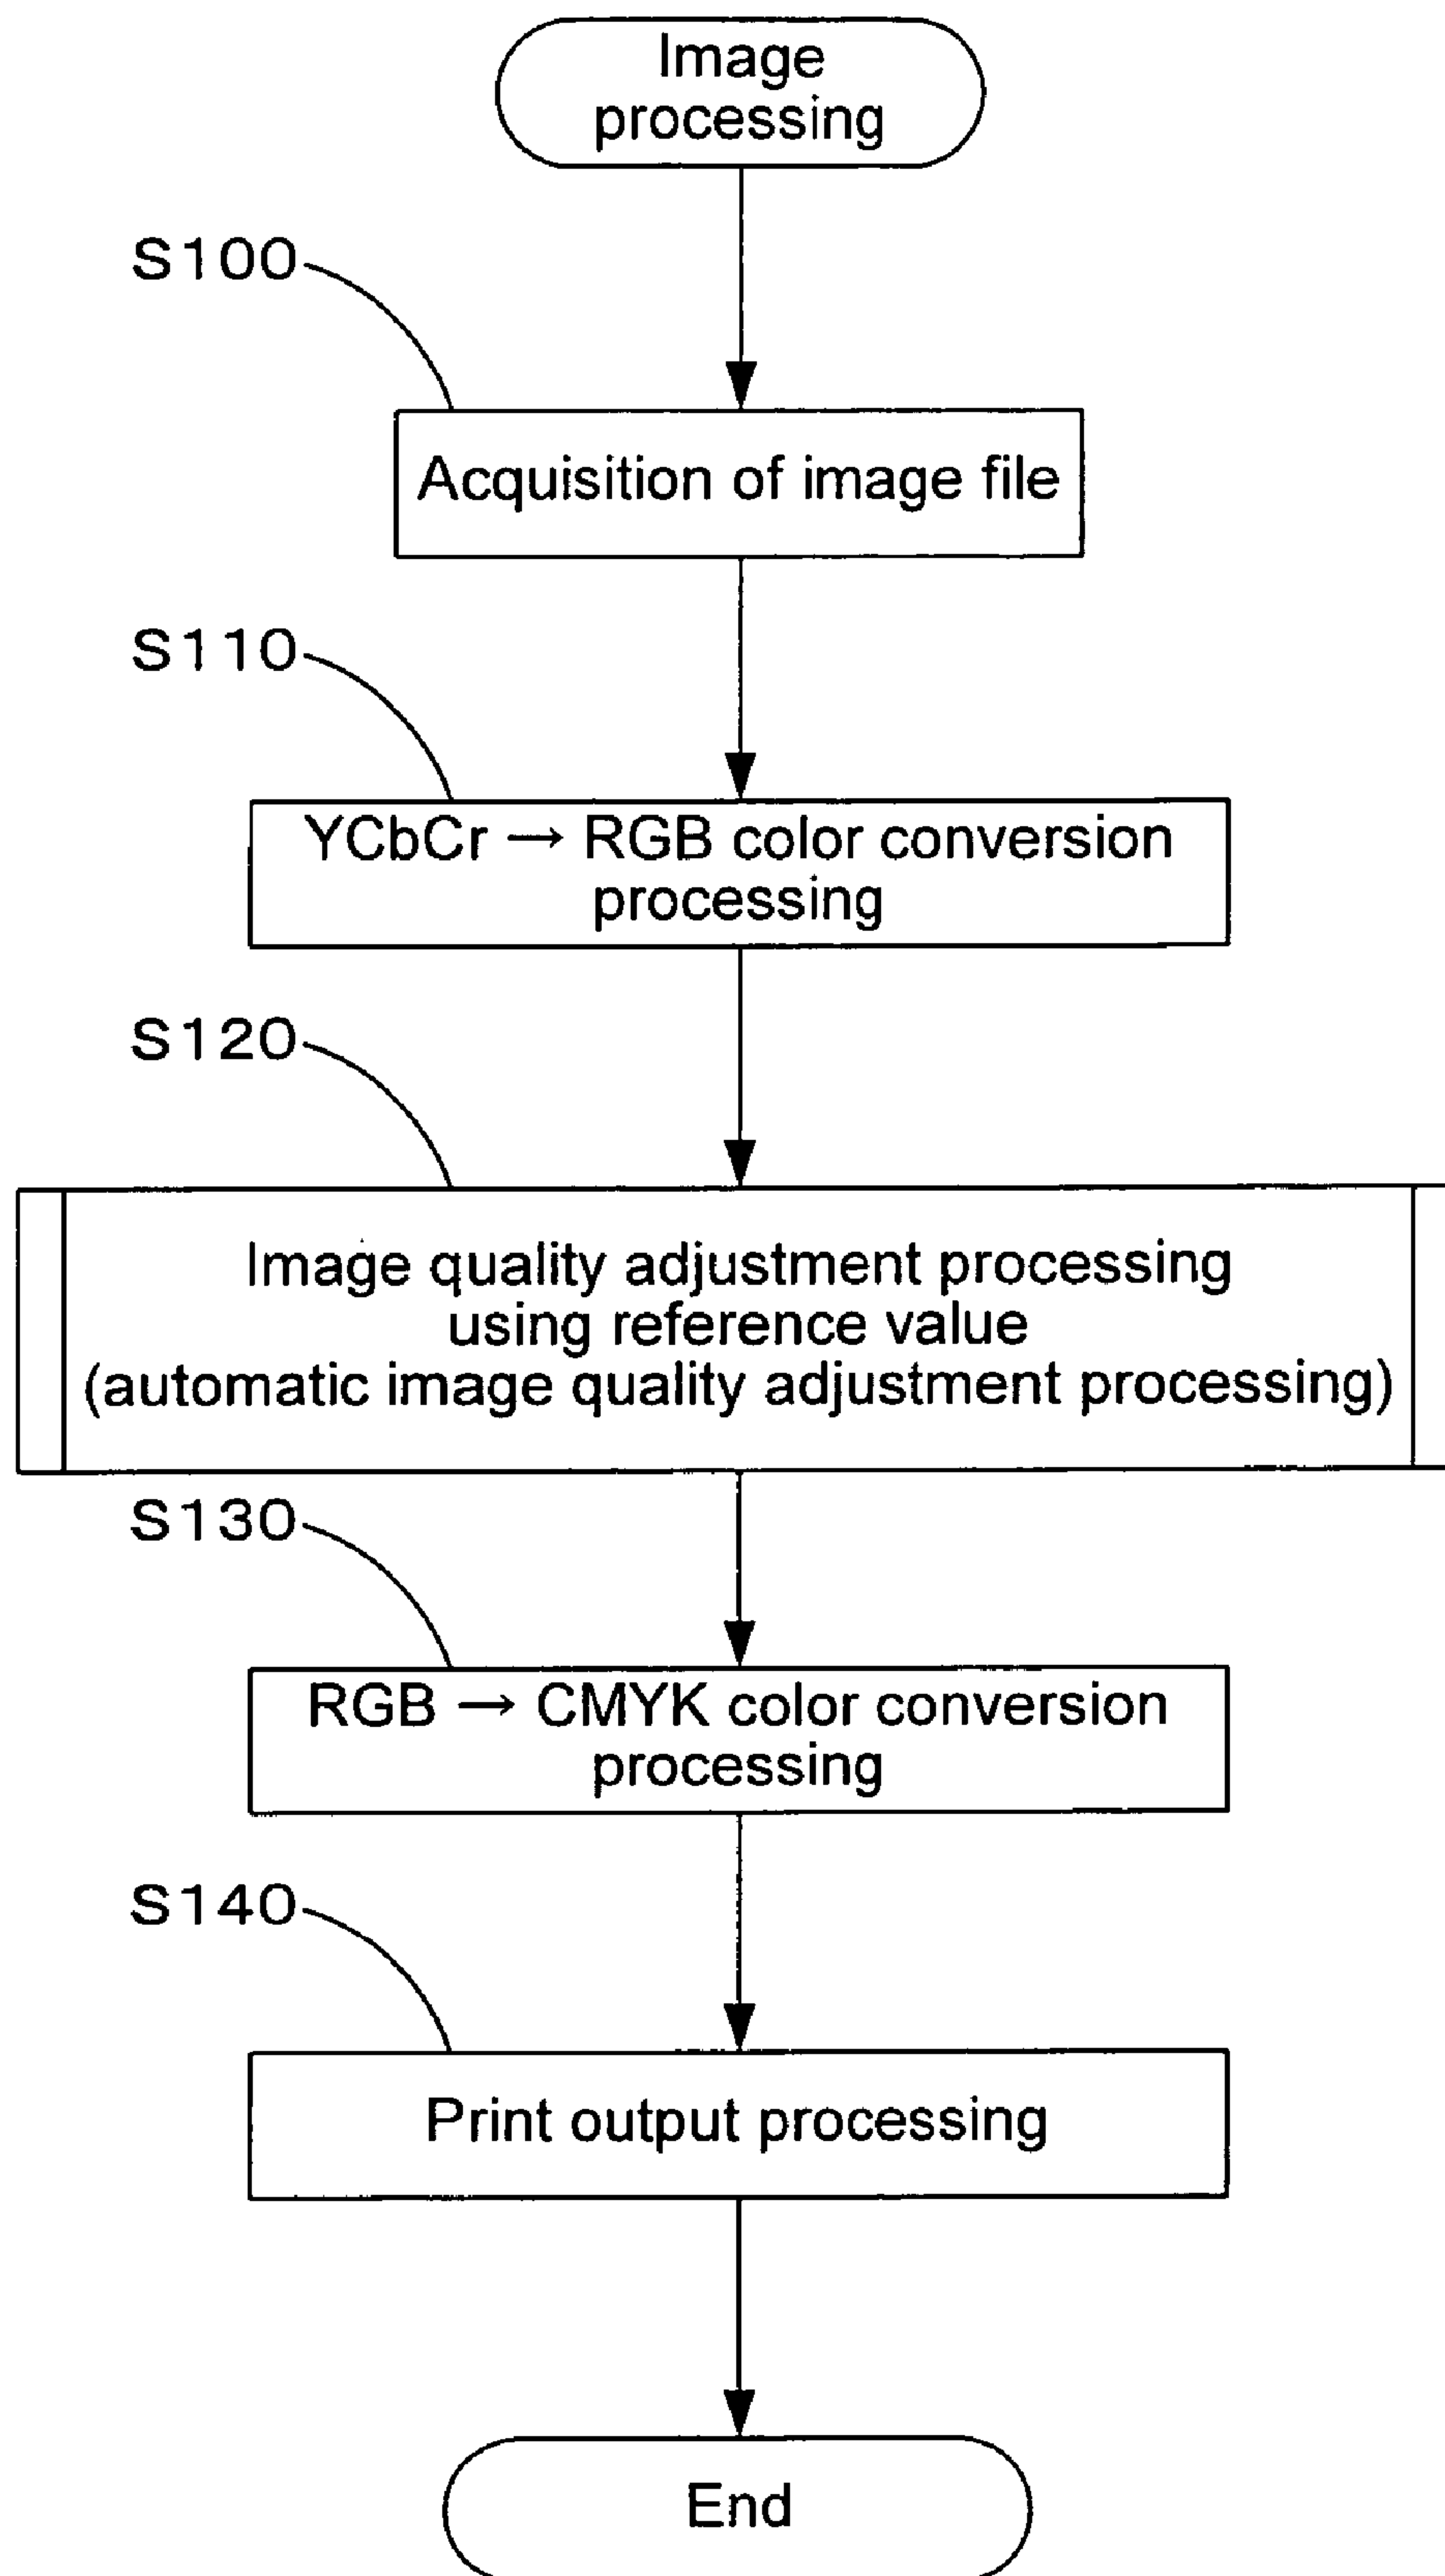 Image
processing
S100
Acquisition of image file
S110
YCbCr → RGB color conversion
processing
S120
Image quality adjustment processing
using reference value
(automatic image quality adjustment processing)
S130
RGB → CMYK color conversion
processing
S140
Print output processing
End